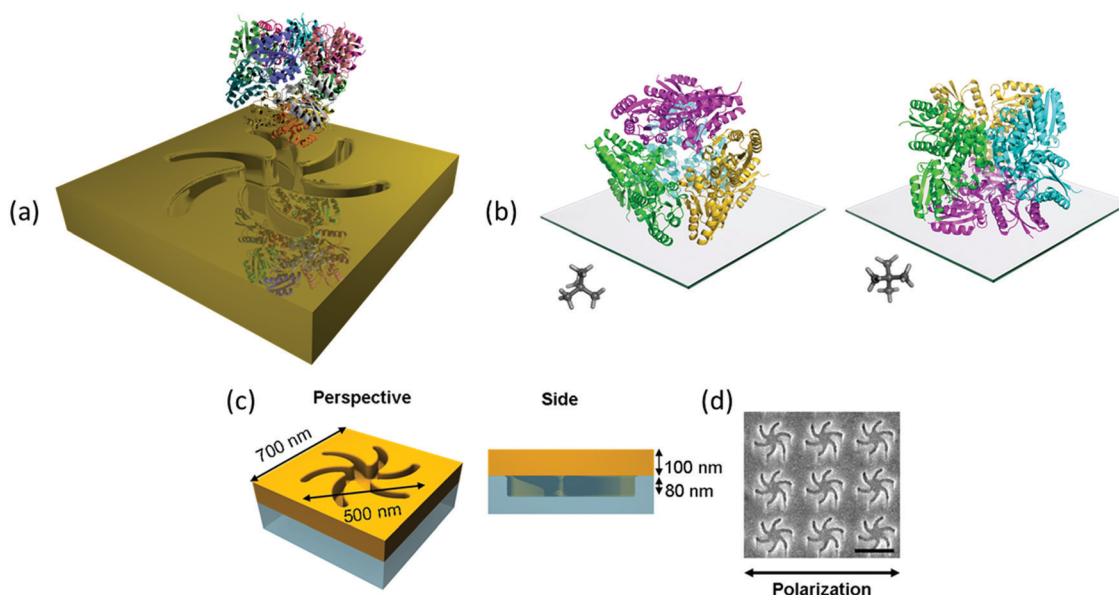 (a)
(b)
(c)
Perspective
Side
(d)
700 nm
500 nm
100 nm
80 nm
Polarization